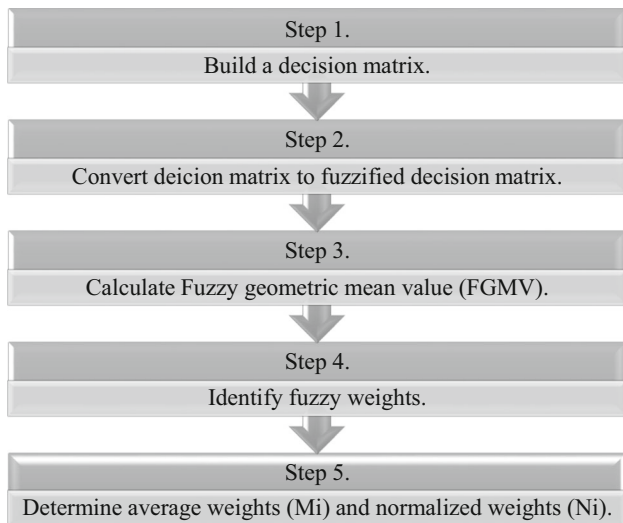 Step 1.
Build a decision matrix.
Step 2.
Convert deicion matrix to fuzzified decision matrix.
Step 3.
Calculate Fuzzy geometric mean value (FGMV).
Step 4.
Identify fuzzy weights.
Step 5.
Determine average weights (Mi) and normalized weights (Ni).